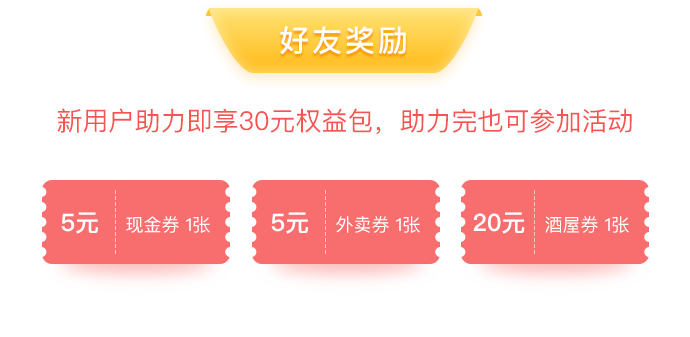 好友奖励
新用户助力即享30元权益包，助力完也可参加活动
5元 现金券 1张
5元 外卖券 1张
20元 酒屋券 1张